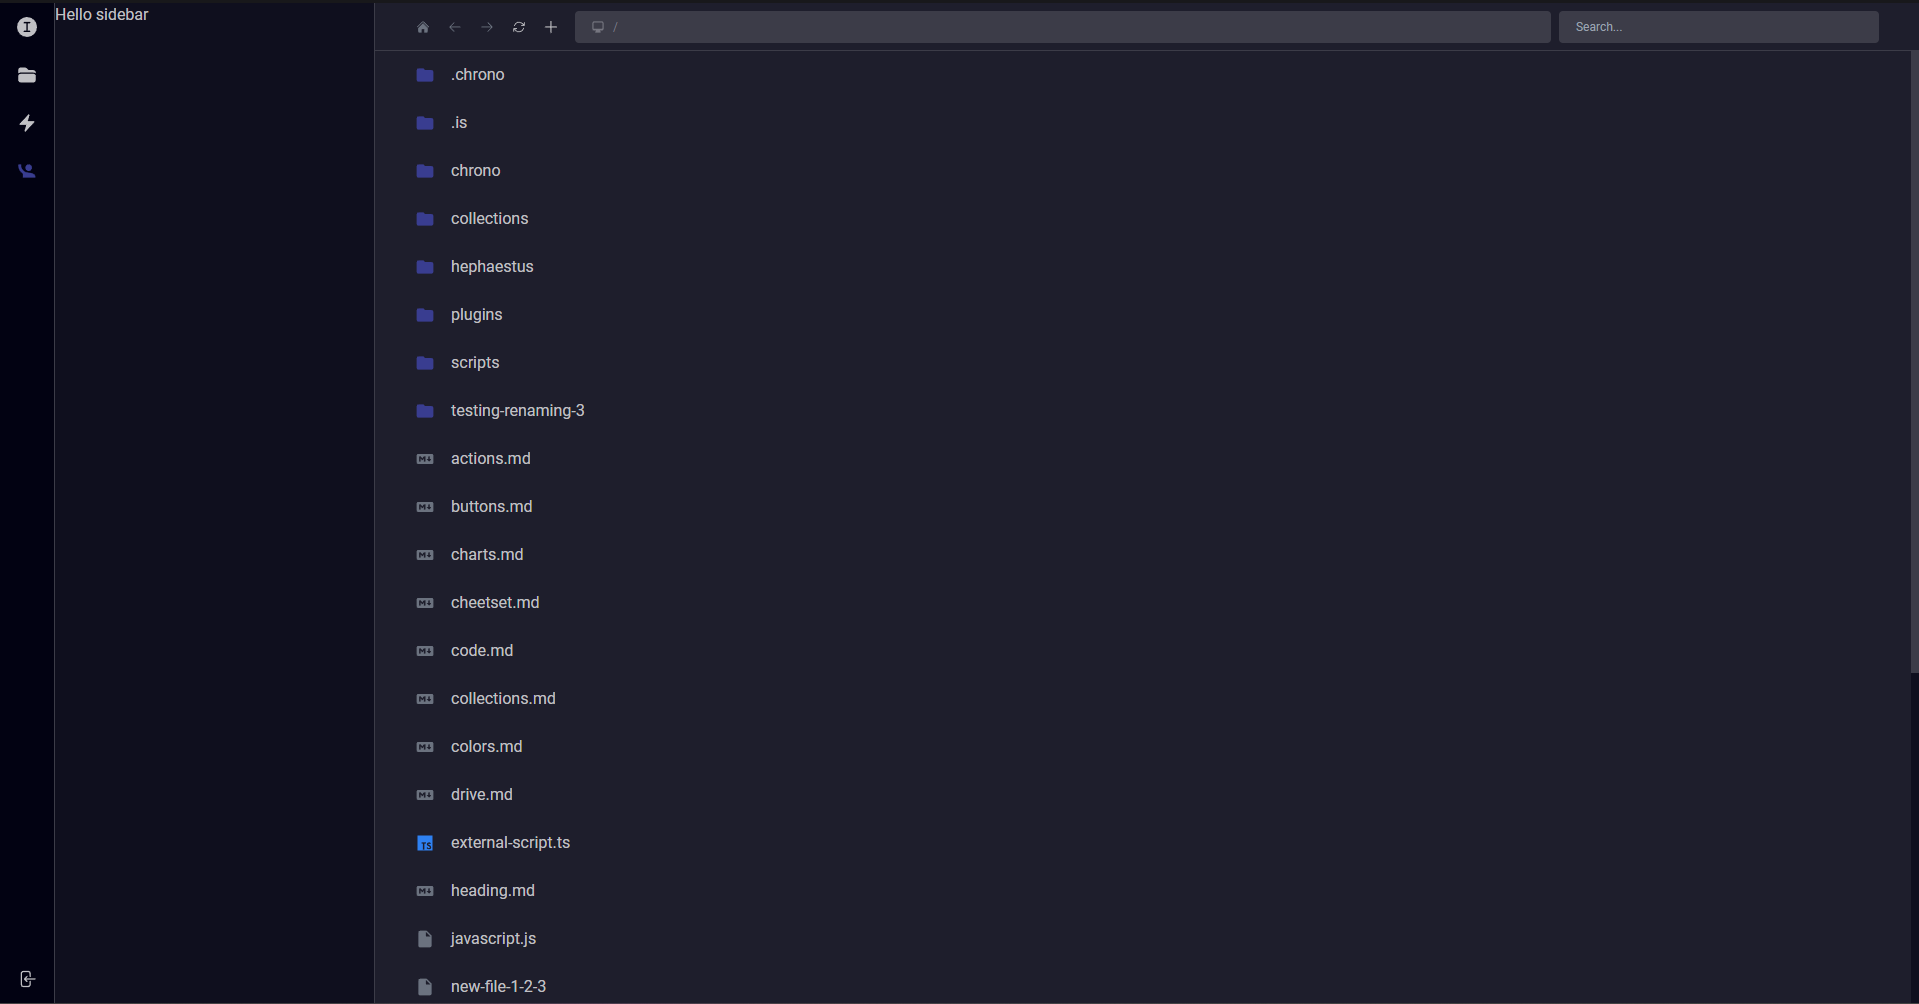 I
Hello sidebar
/
Search...
.chrono
.is
chrono
collections
hephaestus
plugins
scripts
testing-renaming-3
M actions.md
M buttons.md
M charts.md
M cheetset.md
M code.md
M collections.md
M colors.md
M drive.md
TS external-script.ts
M heading.md
javascript.js
new-file-1-2-3